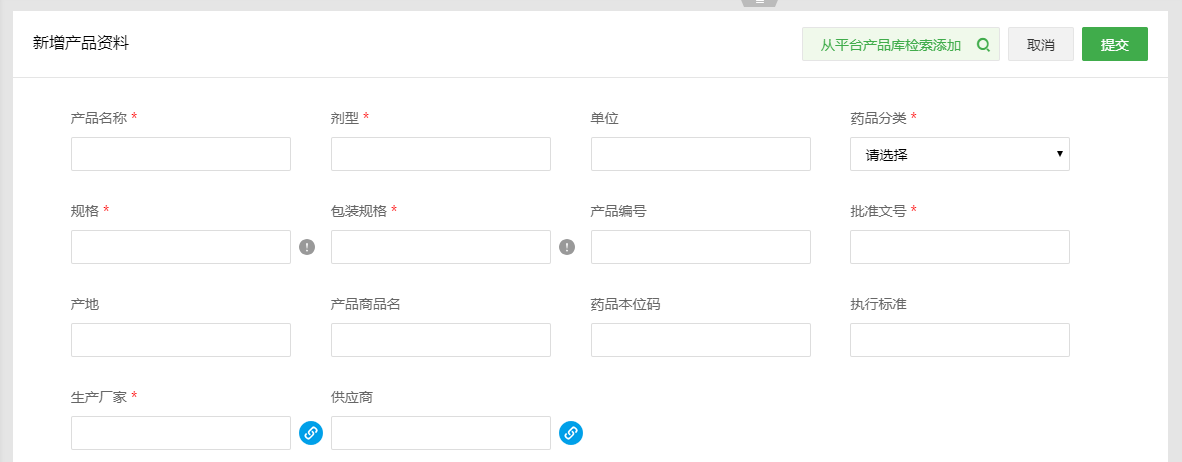 新增产品资料 从平台产品库检索添加 取消 提交
产品名称 * 剂型 * 单位 药品分类 *
请选择
规格 * 包装规格 * 产品编号 批准文号 *
产地 产品商品名 药品本位码 执行标准
生产厂家 * 供应商